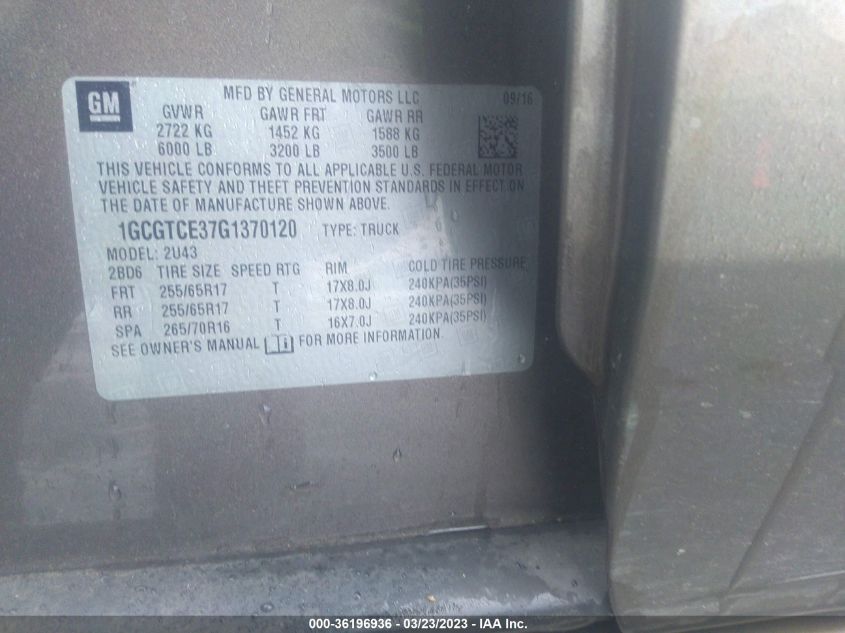 GM
MFD BY GENERAL MOTORS LLC 09/16
GVWR GAWR FRT GAWR RR
2722 KG 1452 KG 1588 KG
6000 LB 3200 LB 3500 LB
THIS VEHICLE CONFORMS TO ALL APPLICABLE U.S. FEDERAL MOTOR
VEHICLE SAFETY AND THEFT PREVENTION STANDARDS IN EFFECT ON
THE DATE OF MANUFACTURE SHOWN ABOVE.
1GCGTCE37G1370120 TYPE: TRUCK
MODEL: 2U43
2BD6 TIRE SIZE SPEED RTG RIM COLD TIRE PRESSURE
FRT 255/65R17 T 17X8.0J 240KPA(35PSI)
RR 255/65R17 T 17X8.0J 240KPA(35PSI)
SPA 265/70R16 T 16X7.0J 240KPA(35PSI)
SEE OWNER'S MANUAL i FOR MORE INFORMATION.
000-36196936 - 03/23/2023 - IAA Inc.